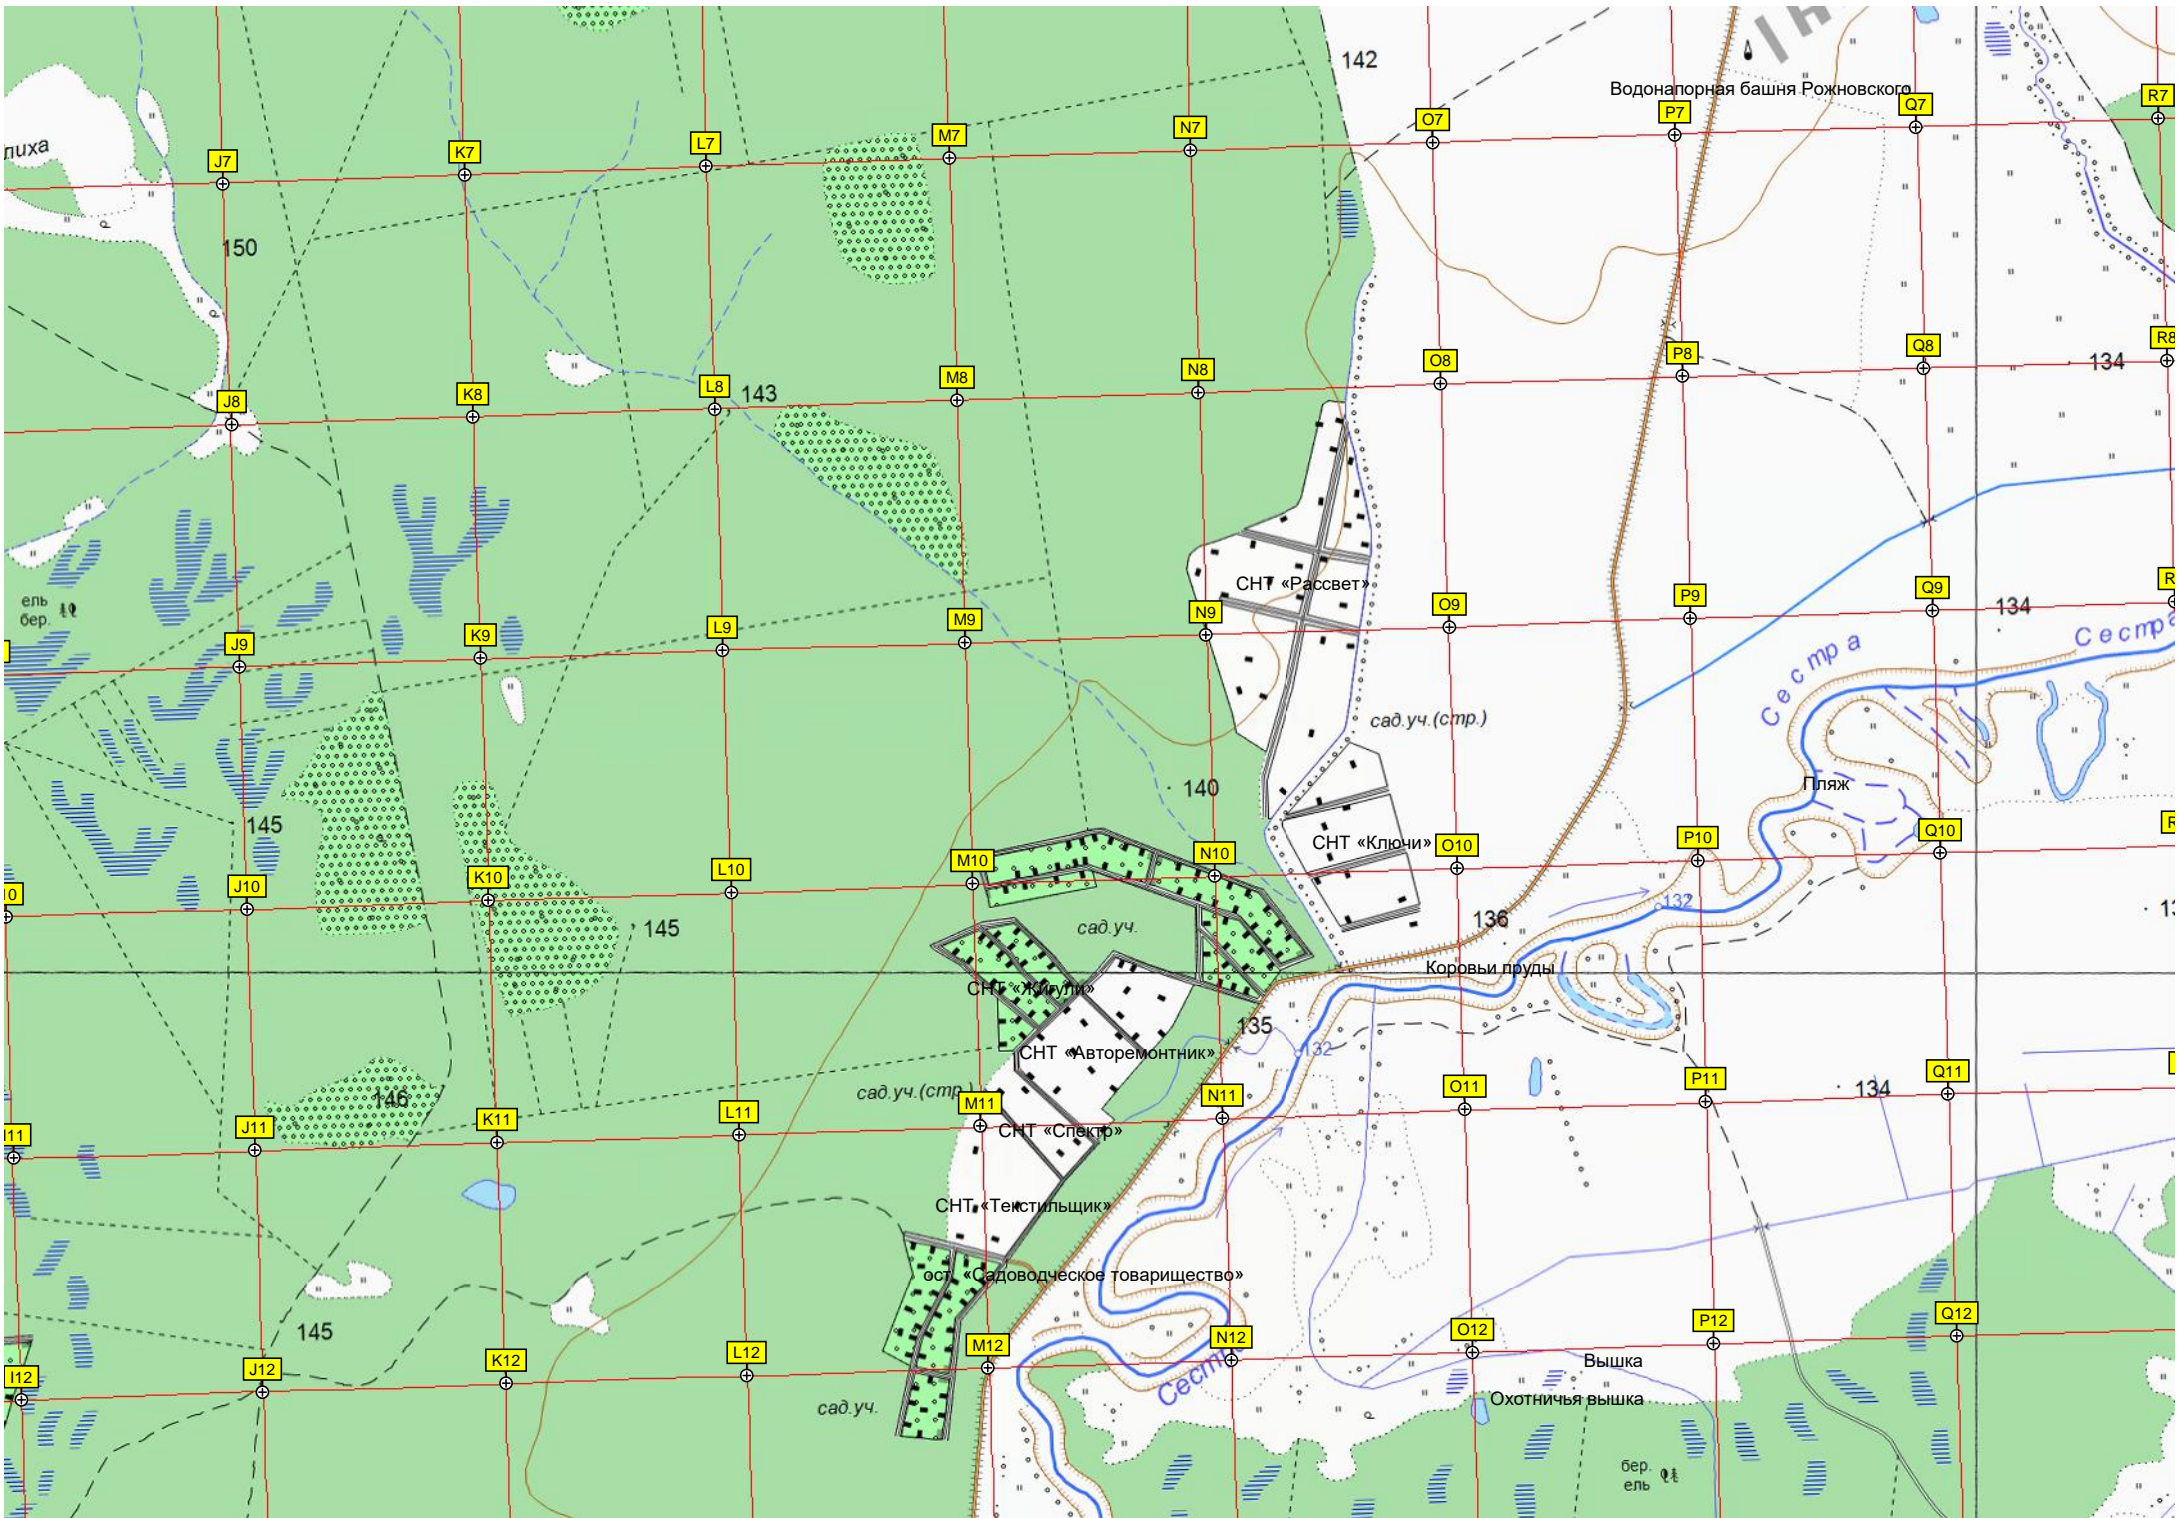 142
Водонапорная башня Рожновского
J7
K7
L7
M7
N7
O7
P7
Q7
R7
150
J8
K8
L8
M8
N8
O8
P8
Q8
R8
143
134
ель
бер.
СНТ «Рассвет»
J9
K9
L9
M9
N9
O9
P9
Q9
134
Сестра
Сестра
сад.уч.(стр.)
140
Пляж
145
СНТ «Ключи»
J10
K10
L10
M10
N10
O10
P10
Q10
132
136
145
сад.уч.
Коровьи пруды
СНТ «Жигули»
135
132
СНТ «Авторемонтник»
сад.уч.(стр.)
146
134
J11
K11
L11
M11
N11
O11
P11
Q11
СНТ «Спектр»
СНТ «Текстильщик»
ост. «Садоводческое товарищество»
145
I12
J12
K12
L12
M12
N12
O12
P12
Q12
Вышка
Сестра
Охотничья вышка
сад.уч.
бер.
ель